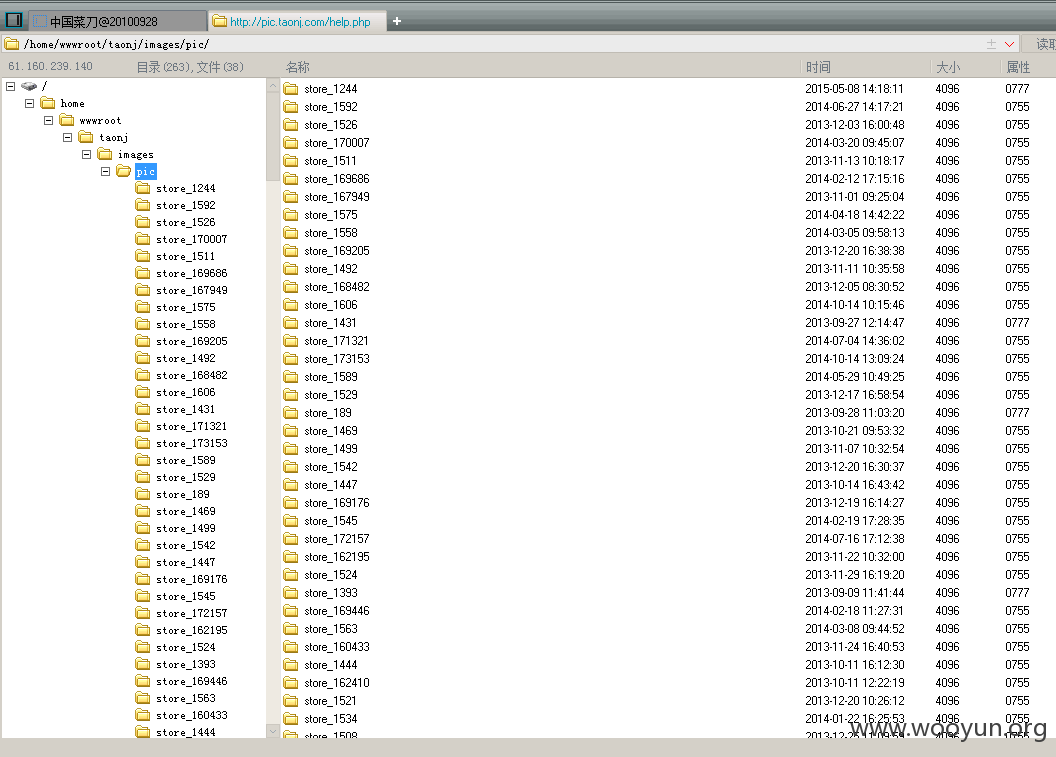 中国菜刀@20100928 http://pic.taonj.com/help.php +
/home/wwwroot/taonj/images/pic/ 读取
61.160.239.140 目录(263),文件(38) 名称 时间 大小 属性
/
home
wwwroot
taonj
images
pic
store_1244
store_1592
store_1526
store_170007
store_1511
store_169686
store_167949
store_1575
store_1558
store_169205
store_1492
store_168482
store_1606
store_1431
store_171321
store_173153
store_1589
store_1529
store_189
store_1469
store_1499
store_1542
store_1447
store_169176
store_1545
store_172157
store_162195
store_1524
store_1393
store_169446
store_1563
store_160433
store_1444
store_1244 2015-05-08 14:18:11 4096 0777
store_1592 2014-06-27 14:17:21 4096 0755
store_1526 2013-12-03 16:00:48 4096 0755
store_170007 2014-03-20 09:45:07 4096 0755
store_1511 2013-11-13 10:18:17 4096 0755
store_169686 2014-02-12 17:15:16 4096 0755
store_167949 2013-11-01 09:25:04 4096 0755
store_1575 2014-04-18 14:42:22 4096 0755
store_1558 2014-03-05 09:58:13 4096 0755
store_169205 2013-12-20 16:38:38 4096 0755
store_1492 2013-11-11 10:35:58 4096 0755
store_168482 2013-12-05 08:30:52 4096 0755
store_1606 2014-10-14 10:15:46 4096 0755
store_1431 2013-09-27 12:14:47 4096 0777
store_171321 2014-07-04 14:36:02 4096 0755
store_173153 2014-10-14 13:09:24 4096 0755
store_1589 2014-05-29 10:49:25 4096 0755
store_1529 2013-12-17 16:58:54 4096 0755
store_189 2013-09-28 11:03:20 4096 0777
store_1469 2013-10-21 09:53:32 4096 0755
store_1499 2013-11-07 10:32:54 4096 0755
store_1542 2013-12-20 16:30:37 4096 0755
store_1447 2013-10-14 16:43:42 4096 0755
store_169176 2013-12-19 16:14:27 4096 0755
store_1545 2014-02-19 17:28:35 4096 0755
store_172157 2014-07-16 17:12:38 4096 0755
store_162195 2013-11-22 10:32:00 4096 0755
store_1524 2013-11-29 16:19:20 4096 0755
store_1393 2013-09-09 11:41:44 4096 0777
store_169446 2014-02-18 11:27:31 4096 0755
store_1563 2014-03-08 09:44:52 4096 0755
store_160433 2013-11-24 16:40:53 4096 0755
store_1444 2013-10-11 16:12:30 4096 0755
store_162410 2013-10-11 12:22:19 4096 0755
store_1521 2013-12-20 10:26:12 4096 0755
store_1534 2014-01-22 16:25:53 4096 0755
store_1508
www.wooyun.org